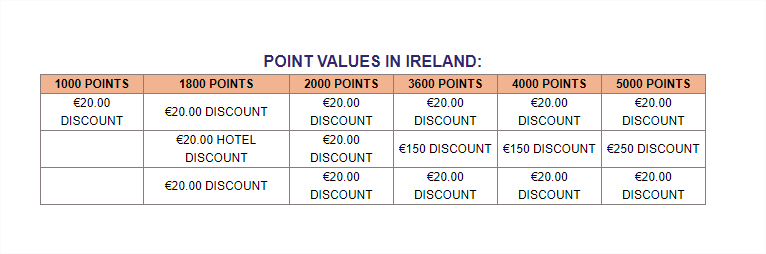 POINT VALUES IN IRELAND:
1000 POINTS 1800 POINTS 2000 POINTS 3600 POINTS 4000 POINTS 5000 POINTS
€20.00 DISCOUNT €20.00 DISCOUNT €20.00 DISCOUNT €20.00 DISCOUNT €20.00 DISCOUNT €20.00 DISCOUNT
€20.00 HOTEL DISCOUNT €20.00 DISCOUNT €150 DISCOUNT €150 DISCOUNT €250 DISCOUNT
€20.00 DISCOUNT €20.00 DISCOUNT €20.00 DISCOUNT €20.00 DISCOUNT €20.00 DISCOUNT